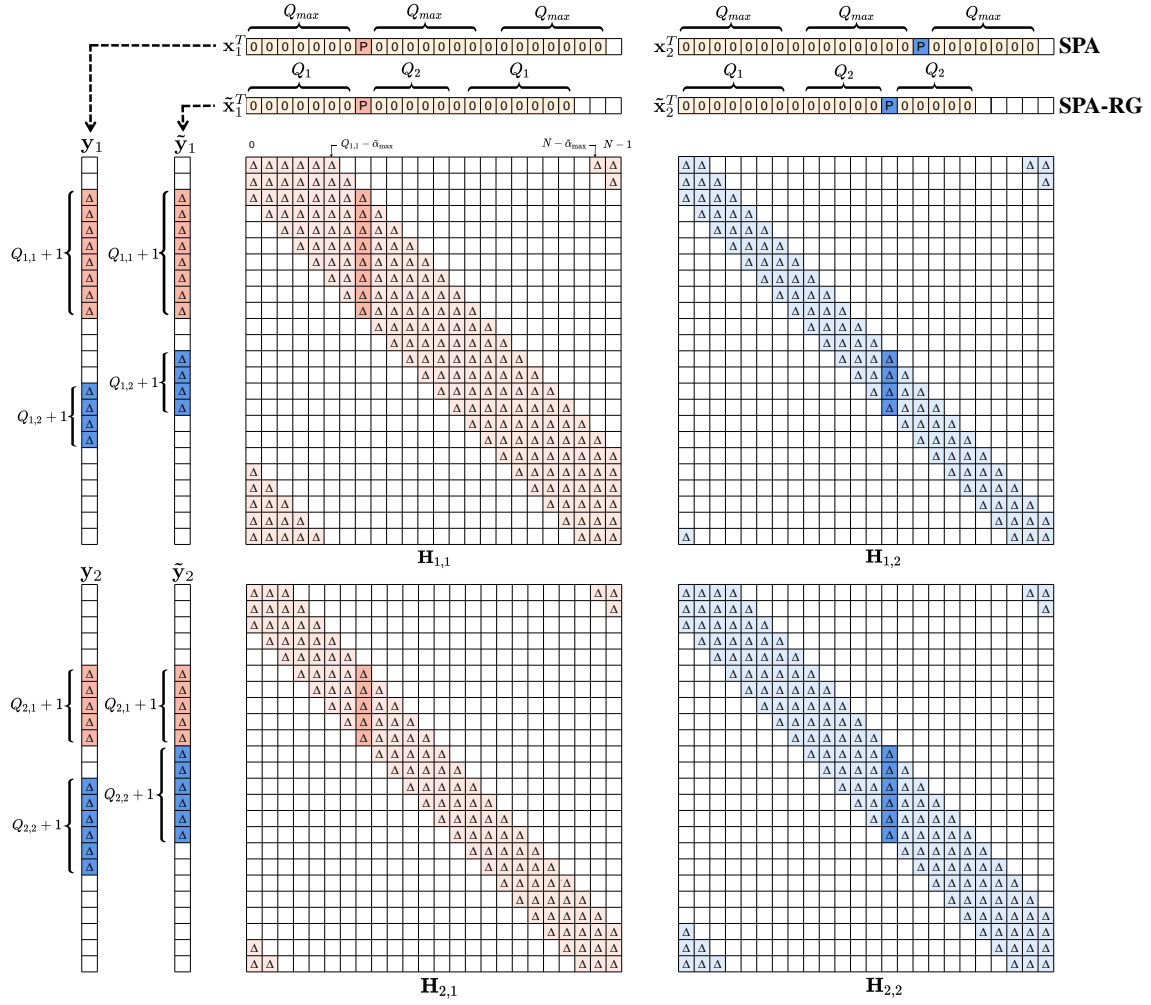 Q_max Q_max Q_max Q_max Q_max Q_max
x_1^T 0 0 0 0 0 0 0 P 0 0 0 0 0 0 0 0 0 0 0 0 0 0 0
x_2^T 0 0 0 0 0 0 0 0 0 0 0 0 0 0 0 P 0 0 0 0 0 0 0 SPA
Q_1 Q_2 Q_1 Q_1 Q_2 Q_2
x̃_1^T 0 0 0 0 0 0 0 P 0 0 0 0 0 0 0 0 0 0 0 0 0
x̃_2^T 0 0 0 0 0 0 0 0 0 0 0 0 0 P 0 0 0 0 0 SPA-RG
y_1 ỹ_1
0 Q_{1,1} − α̃_max N − α̃_max N − 1
Q_{1,1} + 1 Q_{1,1} + 1
Q_{1,2} + 1
Q_{1,2} + 1
H_{1,1} H_{1,2}
y_2 ỹ_2
Q_{2,1} + 1 Q_{2,1} + 1
Q_{2,2} + 1
Q_{2,2} + 1
H_{2,1} H_{2,2}